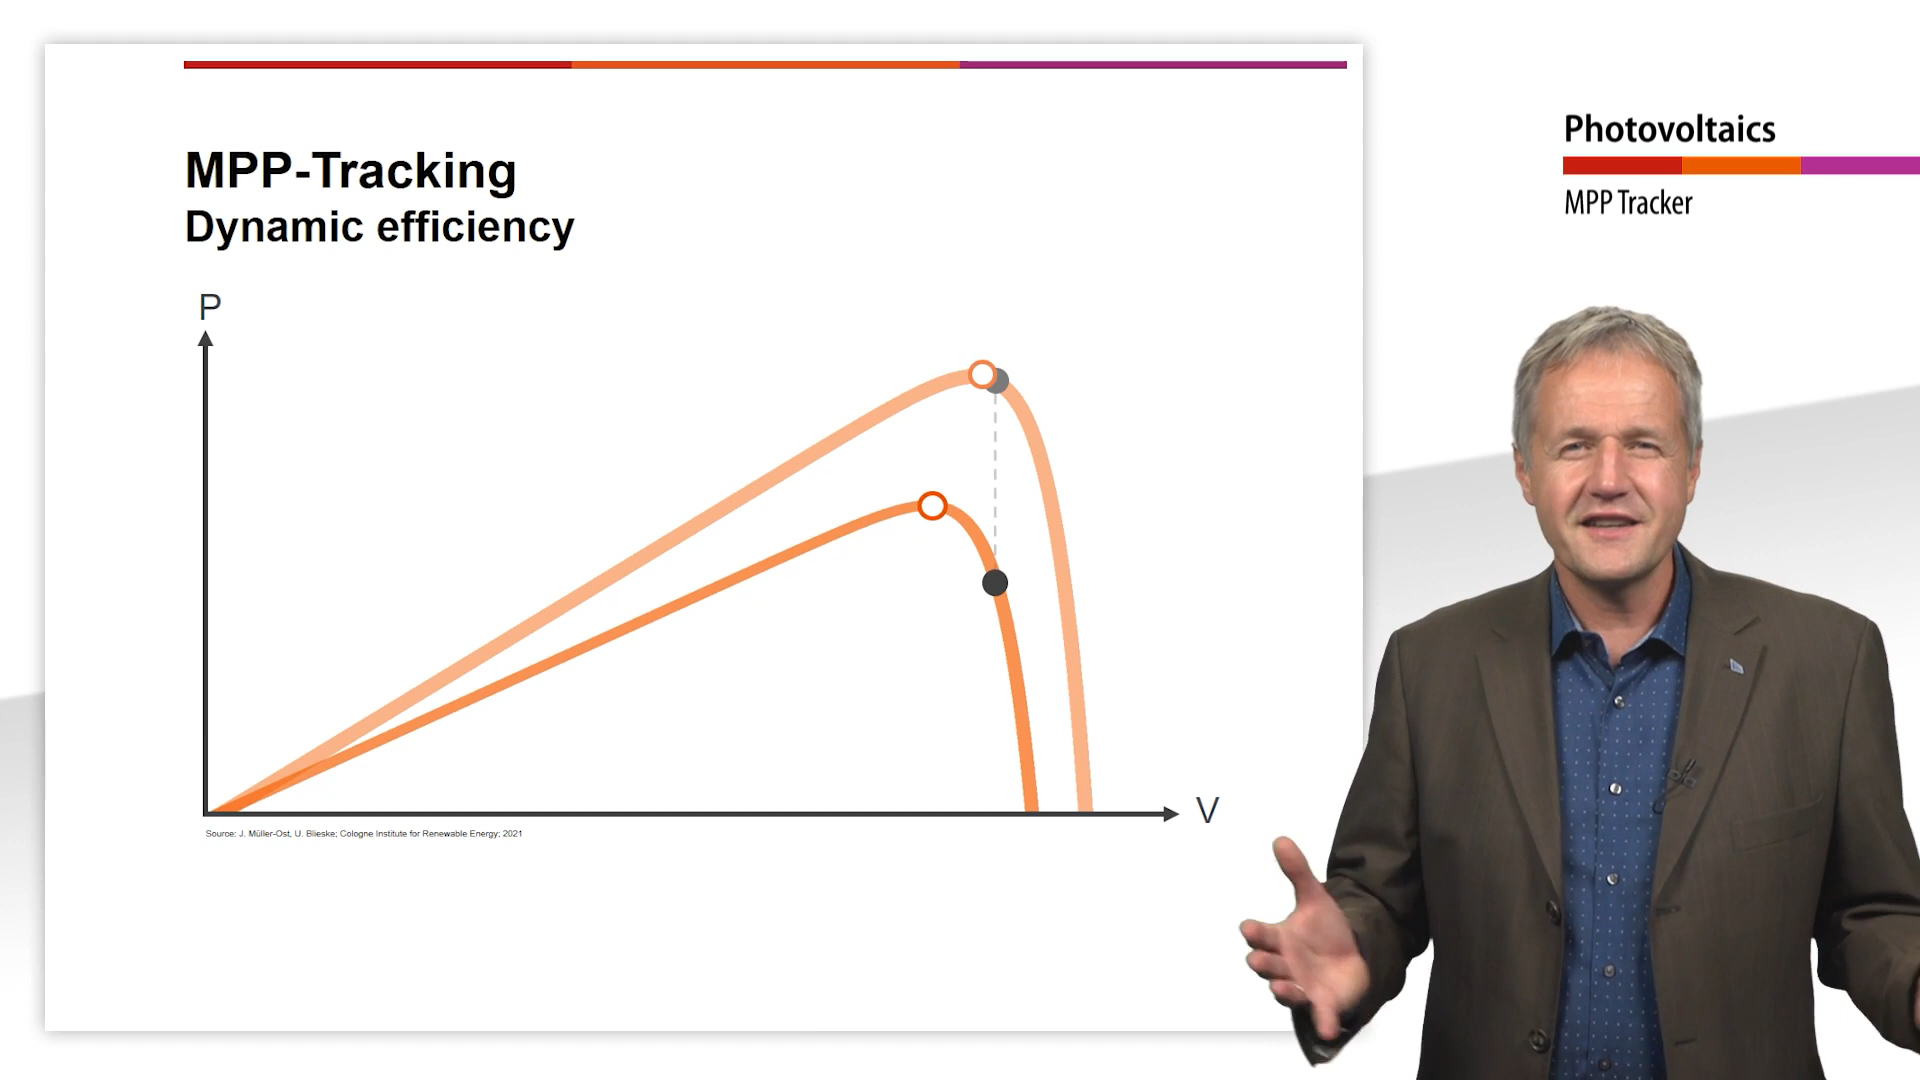 MPP-Tracking
Dynamic efficiency
P
V
Source: J. Müller-Ost, U. Blieske; Cologne Institute for Renewable Energy; 2021
Photovoltaics
MPP Tracker